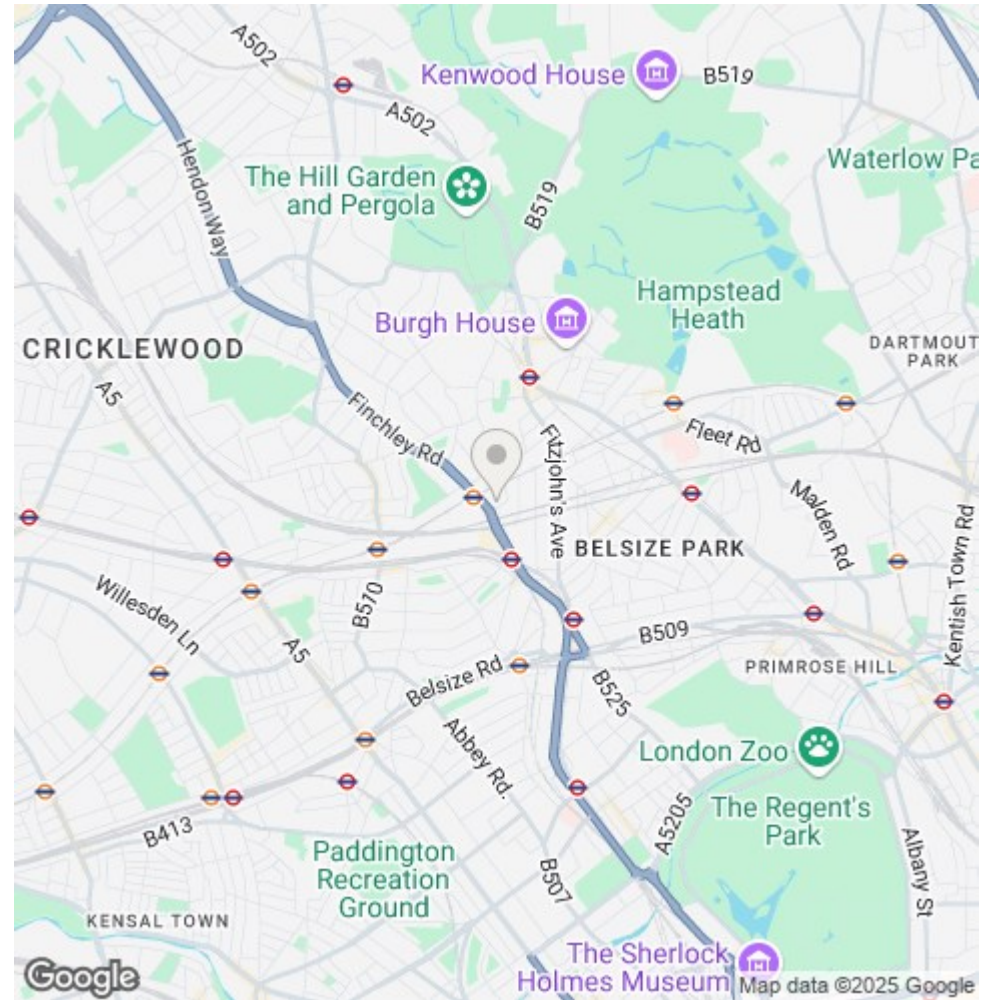 A502
Kenwood House
B519
A502
Waterlow Pa
The Hill Garden
and Pergola
Hendon Way
B519
Hampstead
Heath
Burgh House
CRICKLEWOOD
DARTMOUT
PARK
A5
Finchley Rd
Fitzjohn's Ave
Fleet Rd
Malden Rd
BELSIZE PARK
Kentish Town Rd
Willesden Ln
B510
A5
B509
PRIMROSE HILL
Belsize Rd
B525
Abbey Rd.
London Zoo
The Regent's
Park
A5205
B413
Paddington
Recreation
Ground
Albany St
B507
KENSAL TOWN
The Sherlock
Holmes Museum
Google
Map data ©2025 Google